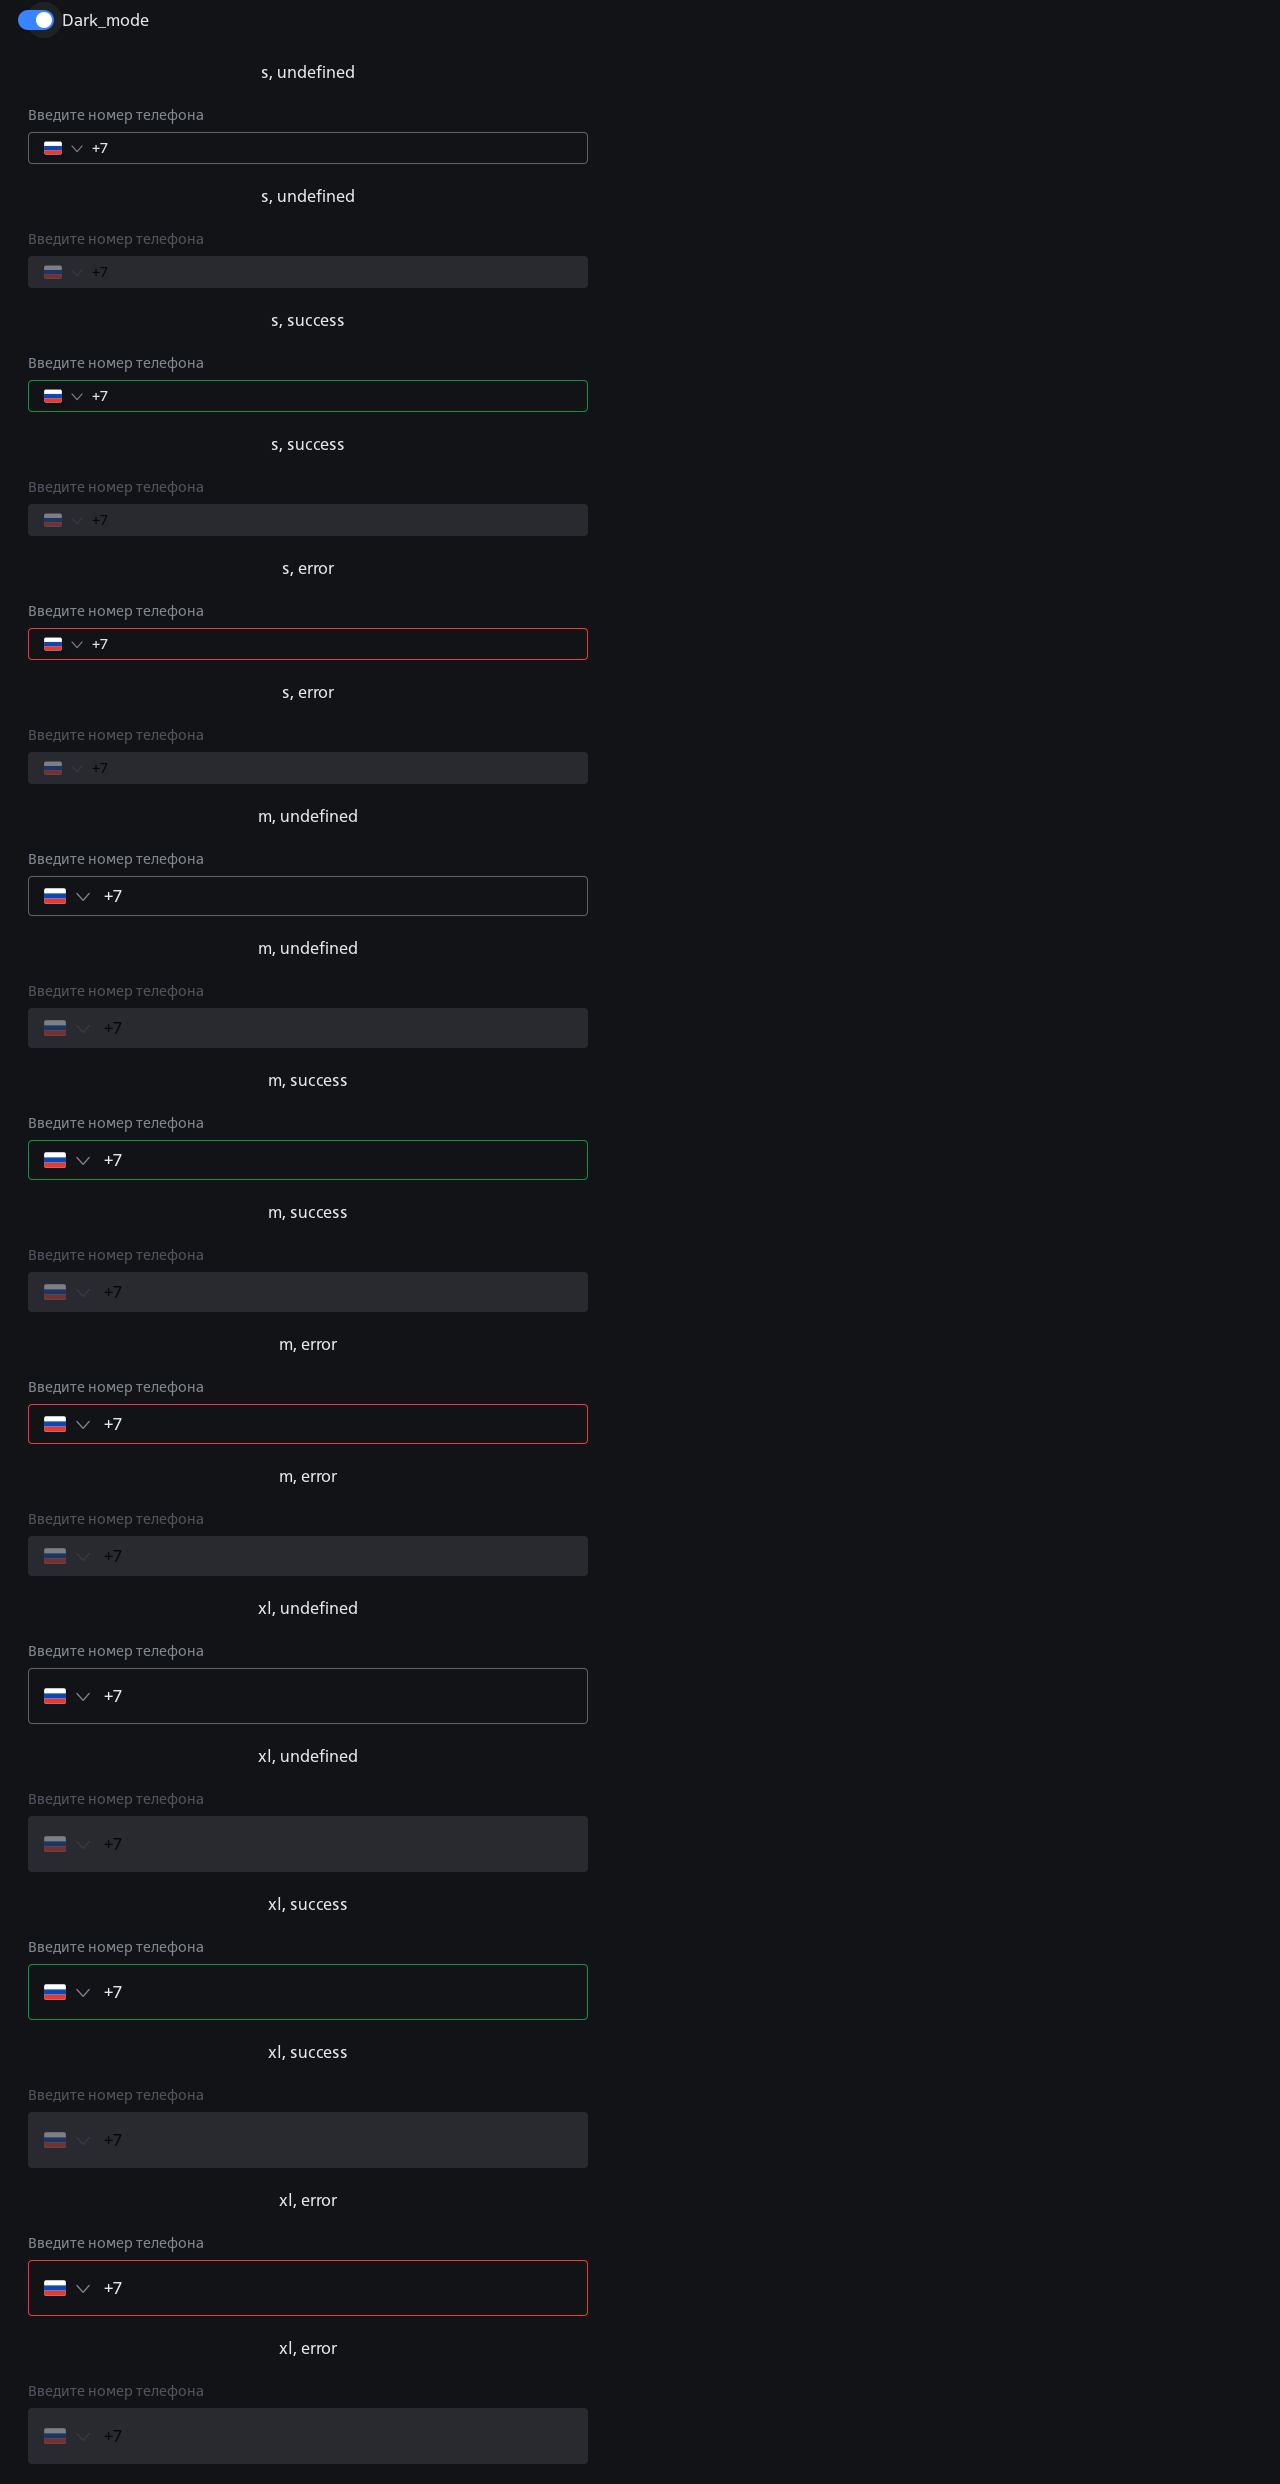 Dark_mode
s, undefined
Введите номер телефона
+7
s, undefined
Введите номер телефона
+7
s, success
Введите номер телефона
+7
s, success
Введите номер телефона
+7
s, error
Введите номер телефона
+7
s, error
Введите номер телефона
+7
m, undefined
Введите номер телефона
+7
m, undefined
Введите номер телефона
+7
m, success
Введите номер телефона
+7
m, success
Введите номер телефона
+7
m, error
Введите номер телефона
+7
m, error
Введите номер телефона
+7
xl, undefined
Введите номер телефона
+7
xl, undefined
Введите номер телефона
+7
xl, success
Введите номер телефона
+7
xl, success
Введите номер телефона
+7
xl, error
Введите номер телефона
+7
xl, error
Введите номер телефона
+7